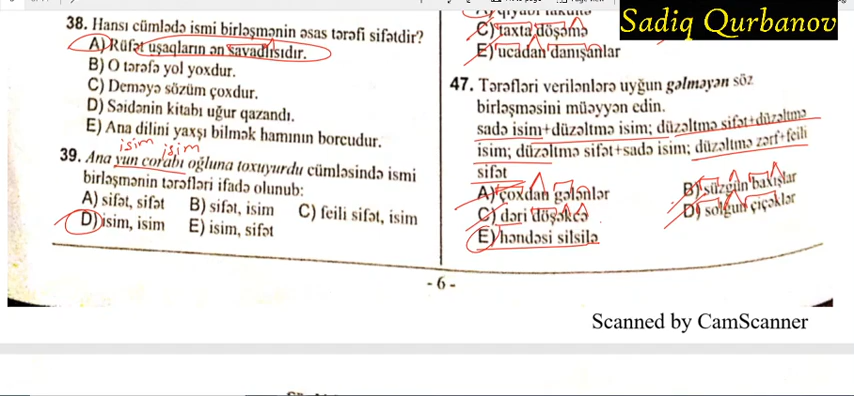 38. Hansı cümlədə ismi birləşmənin əsas tərəfi sifətdir?
A) Rüfət uşaqların ən savadlısıdır.
B) O tərəfə yol yoxdur.
C) Deməyə sözüm çoxdur.
D) Səidənin kitabı uğur qazandı.
E) Ana dilini yaxşı bilmək hamının borcudur.
isim isim
39. Ana yun corabı oğluna toxuyurdu cümləsində ismi
birləşmənin tərəfləri ifadə olunub:
A) sifət, sifət B) sifət, isim C) feili sifət, isim
D) isim, isim E) isim, sifət
Sadiq Qurbanov
C) taxta döşəmə
E) ucadan danışanlar
47. Tərəfləri verilənlərə uyğun gəlməyən söz
birləşməsini müəyyən edin.
sadə isim+düzəltmə isim; düzəltmə sifət+düzəltmə
isim; düzəltmə sifət+sadə isim; düzəltmə zərf+feili
sifət
A) çoxdan gələnlər B) süzgün baxışlar
C) dəri döşəkcə D) solğun çiçəklər
E) həndəsi silsilə
- 6 -
Scanned by CamScanner